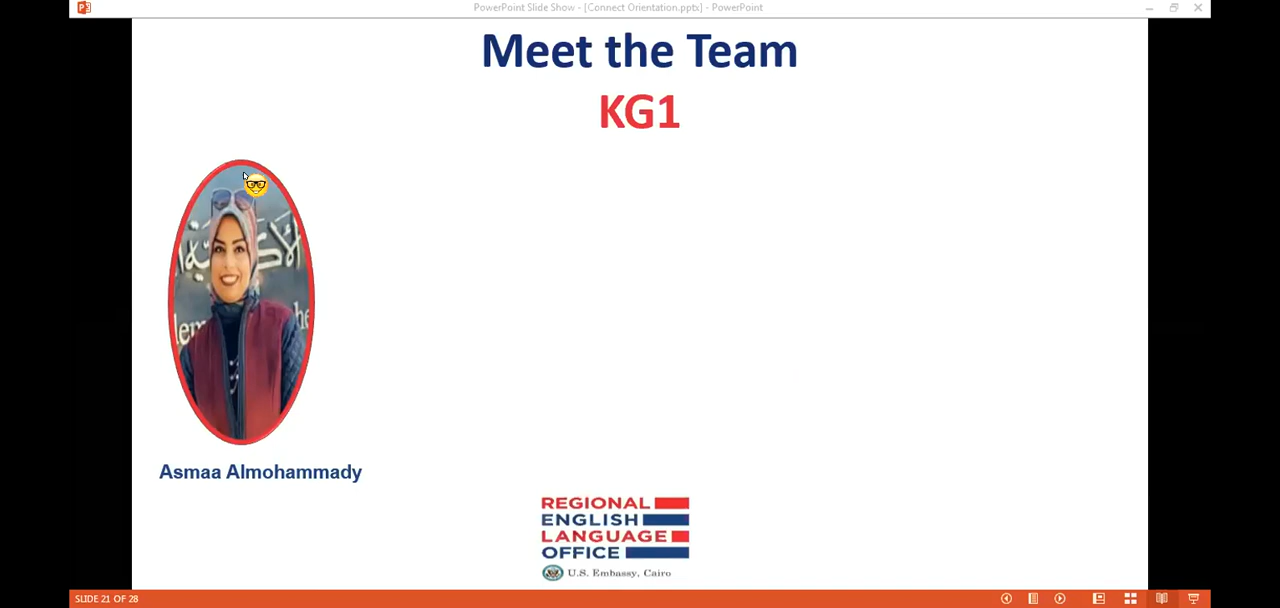 PowerPoint Slide Show - [Connect Orientation.pptx] - PowerPoint
Meet the Team
KG1
Asmaa Almohammady
REGIONAL
ENGLISH
LANGUAGE
OFFICE
U.S. Embassy, Cairo
SLIDE 21 OF 28